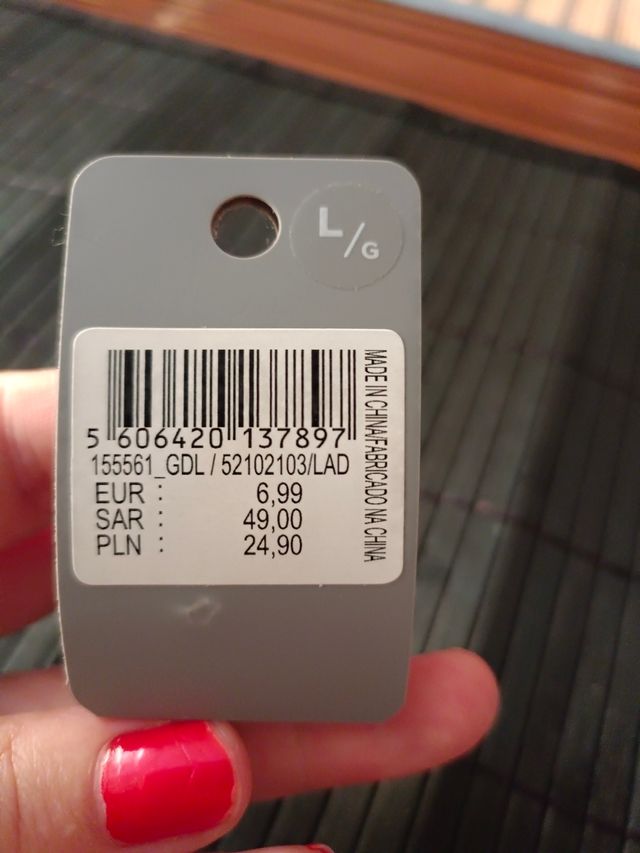 L/G
5 606420 137897
155561_GDL / 52102103/LAD
EUR : 6,99
SAR : 49,00
PLN : 24,90
MADE IN CHINA/FABRICADO NA CHINA